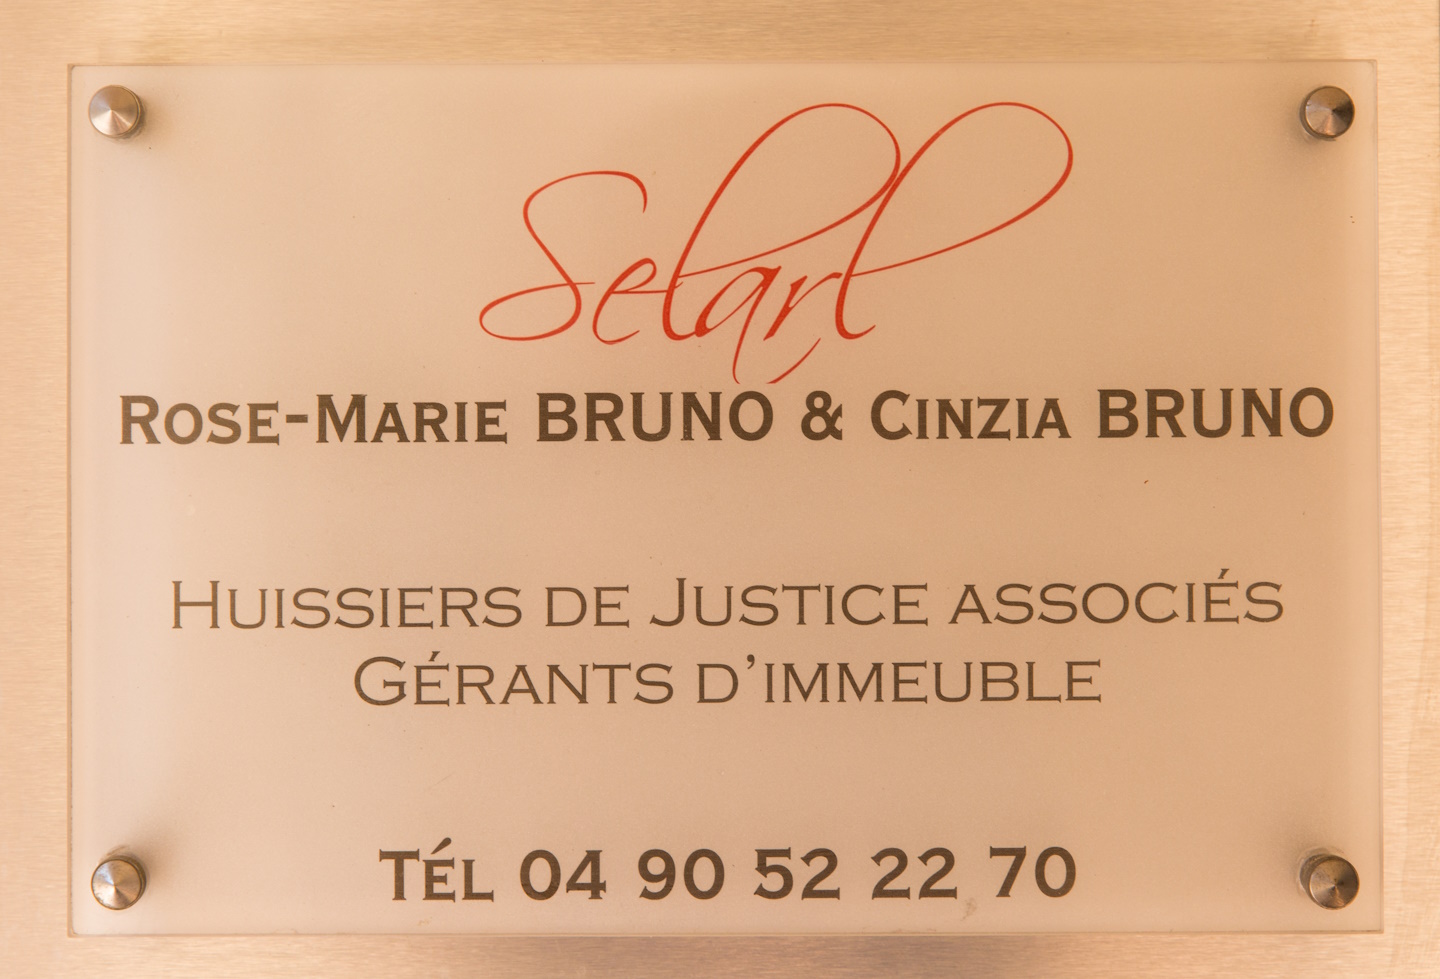 Selarl
Rose-Marie BRUNO & Cinzia BRUNO
Huissiers de Justice associés
Gérants d'immeuble
Tél 04 90 52 22 70